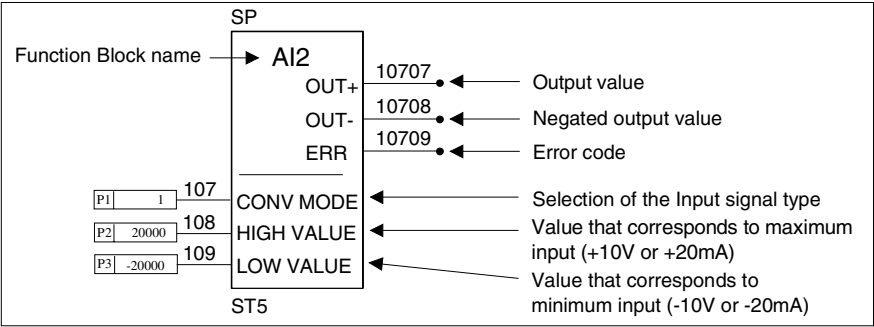 SP
Function Block name
AI2
OUT+ 10707 Output value
OUT- 10708 Negated output value
ERR 10709 Error code
P1 1 107 CONV MODE Selection of the Input signal type
P2 20000 108 HIGH VALUE Value that corresponds to maximum
input (+10V or +20mA)
P3 -20000 109 LOW VALUE Value that corresponds to
minimum input (-10V or -20mA)
ST5